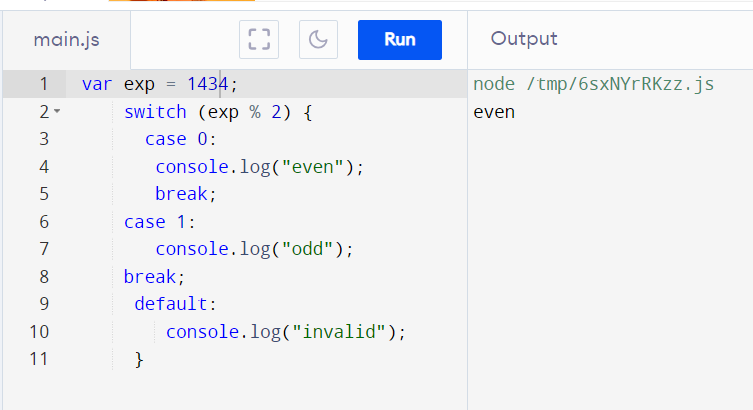 main.js
Run
Output
1 var exp = 1434;
2 switch (exp % 2) {
3 case 0:
4 console.log("even");
5 break;
6 case 1:
7 console.log("odd");
8 break;
9 default:
10 console.log("invalid");
11 }
node /tmp/6sxNYrRKzz.js
even